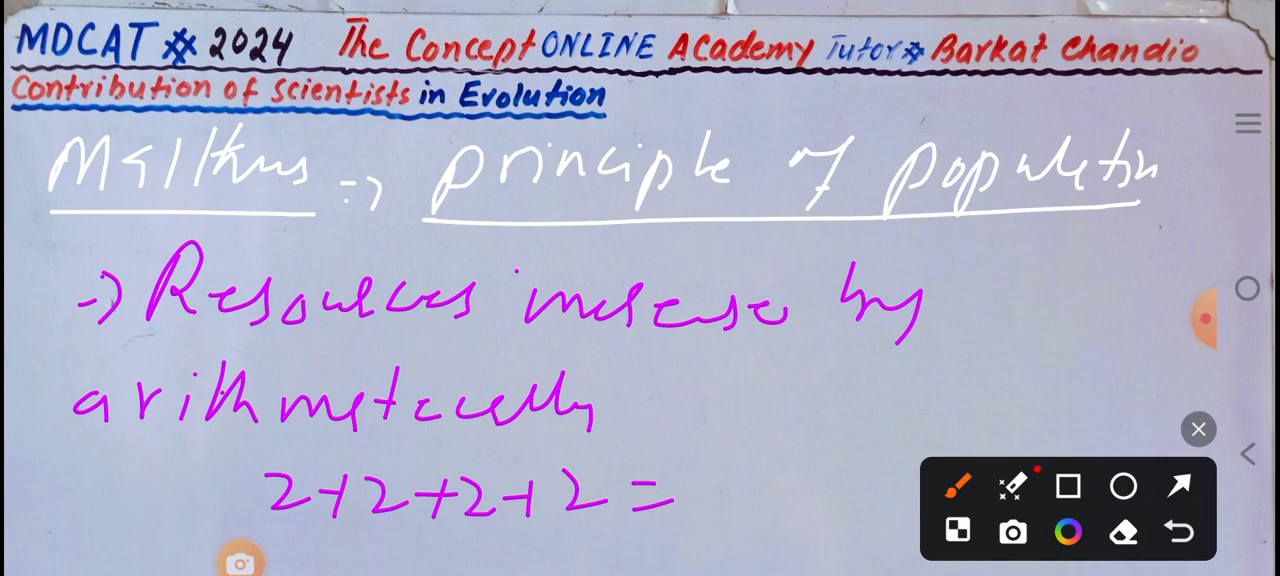 MDCAT # 2024 The Concept ONLINE Academy Tutor # Barkat Chandio
Contribution of scientists in Evolution
Malthus => principle of population
=> Resources increase by
arithmetically
2+2+2+2=